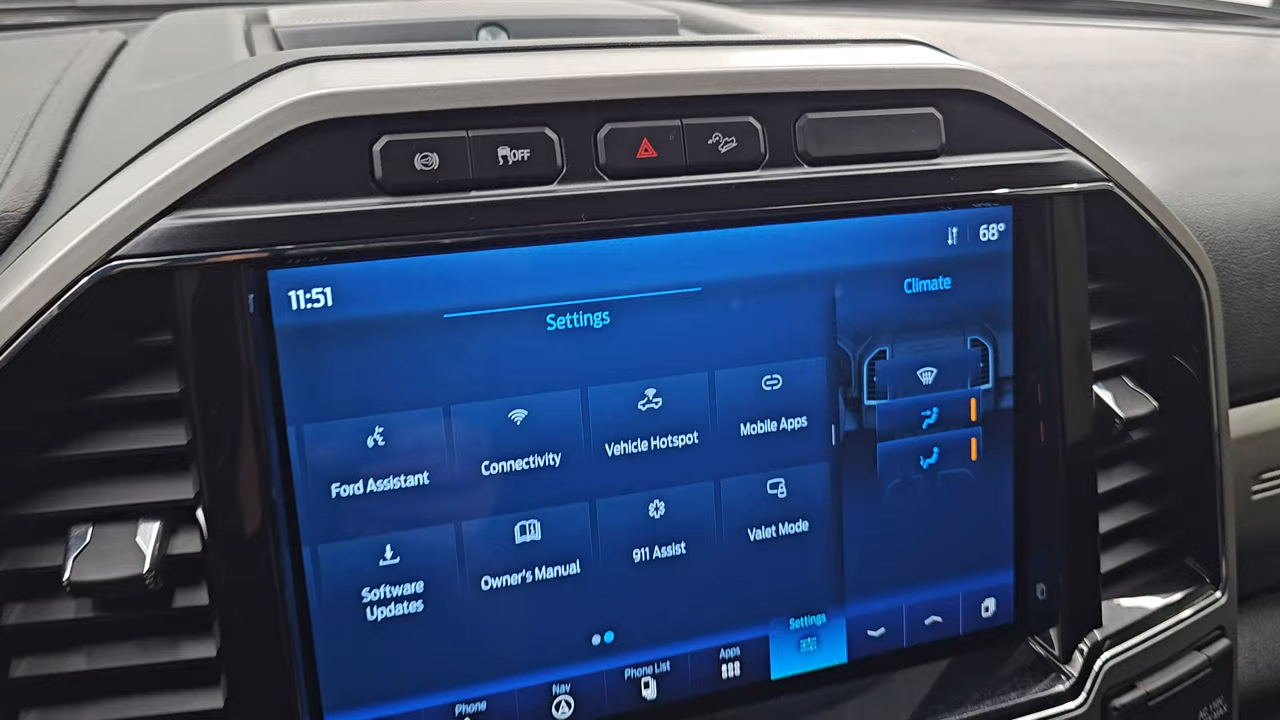 OFF
68°
11:51
Climate
Settings
Ford Assistant
Connectivity
Vehicle Hotspot
Mobile Apps
Software
Updates
Owner's Manual
911 Assist
Valet Mode
Phone
Nav
Phone List
Apps
Settings